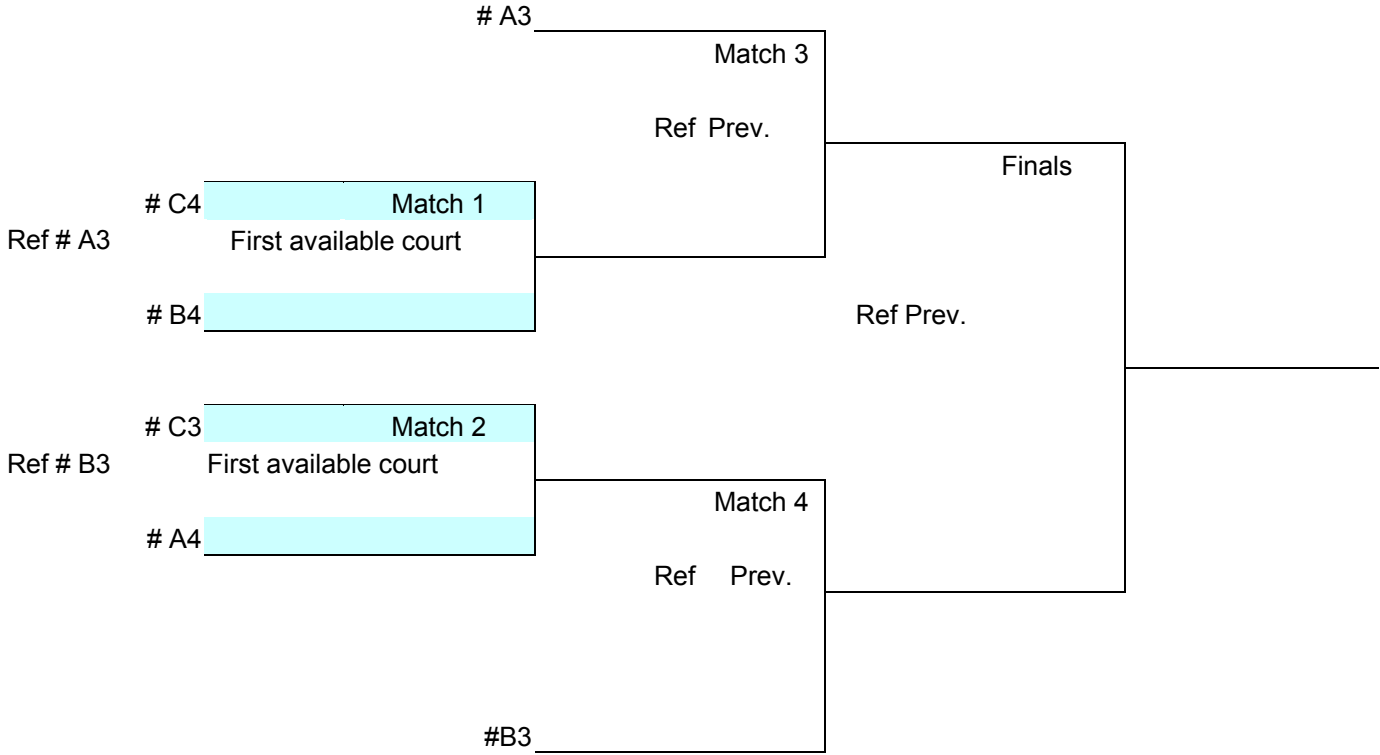 # A3
Match 3
Ref Prev.
Finals
# C4 Match 1
Ref # A3 First available court
# B4 Ref Prev.
# C3 Match 2
Ref # B3 First available court
Match 4
# A4
Ref Prev.
#B3